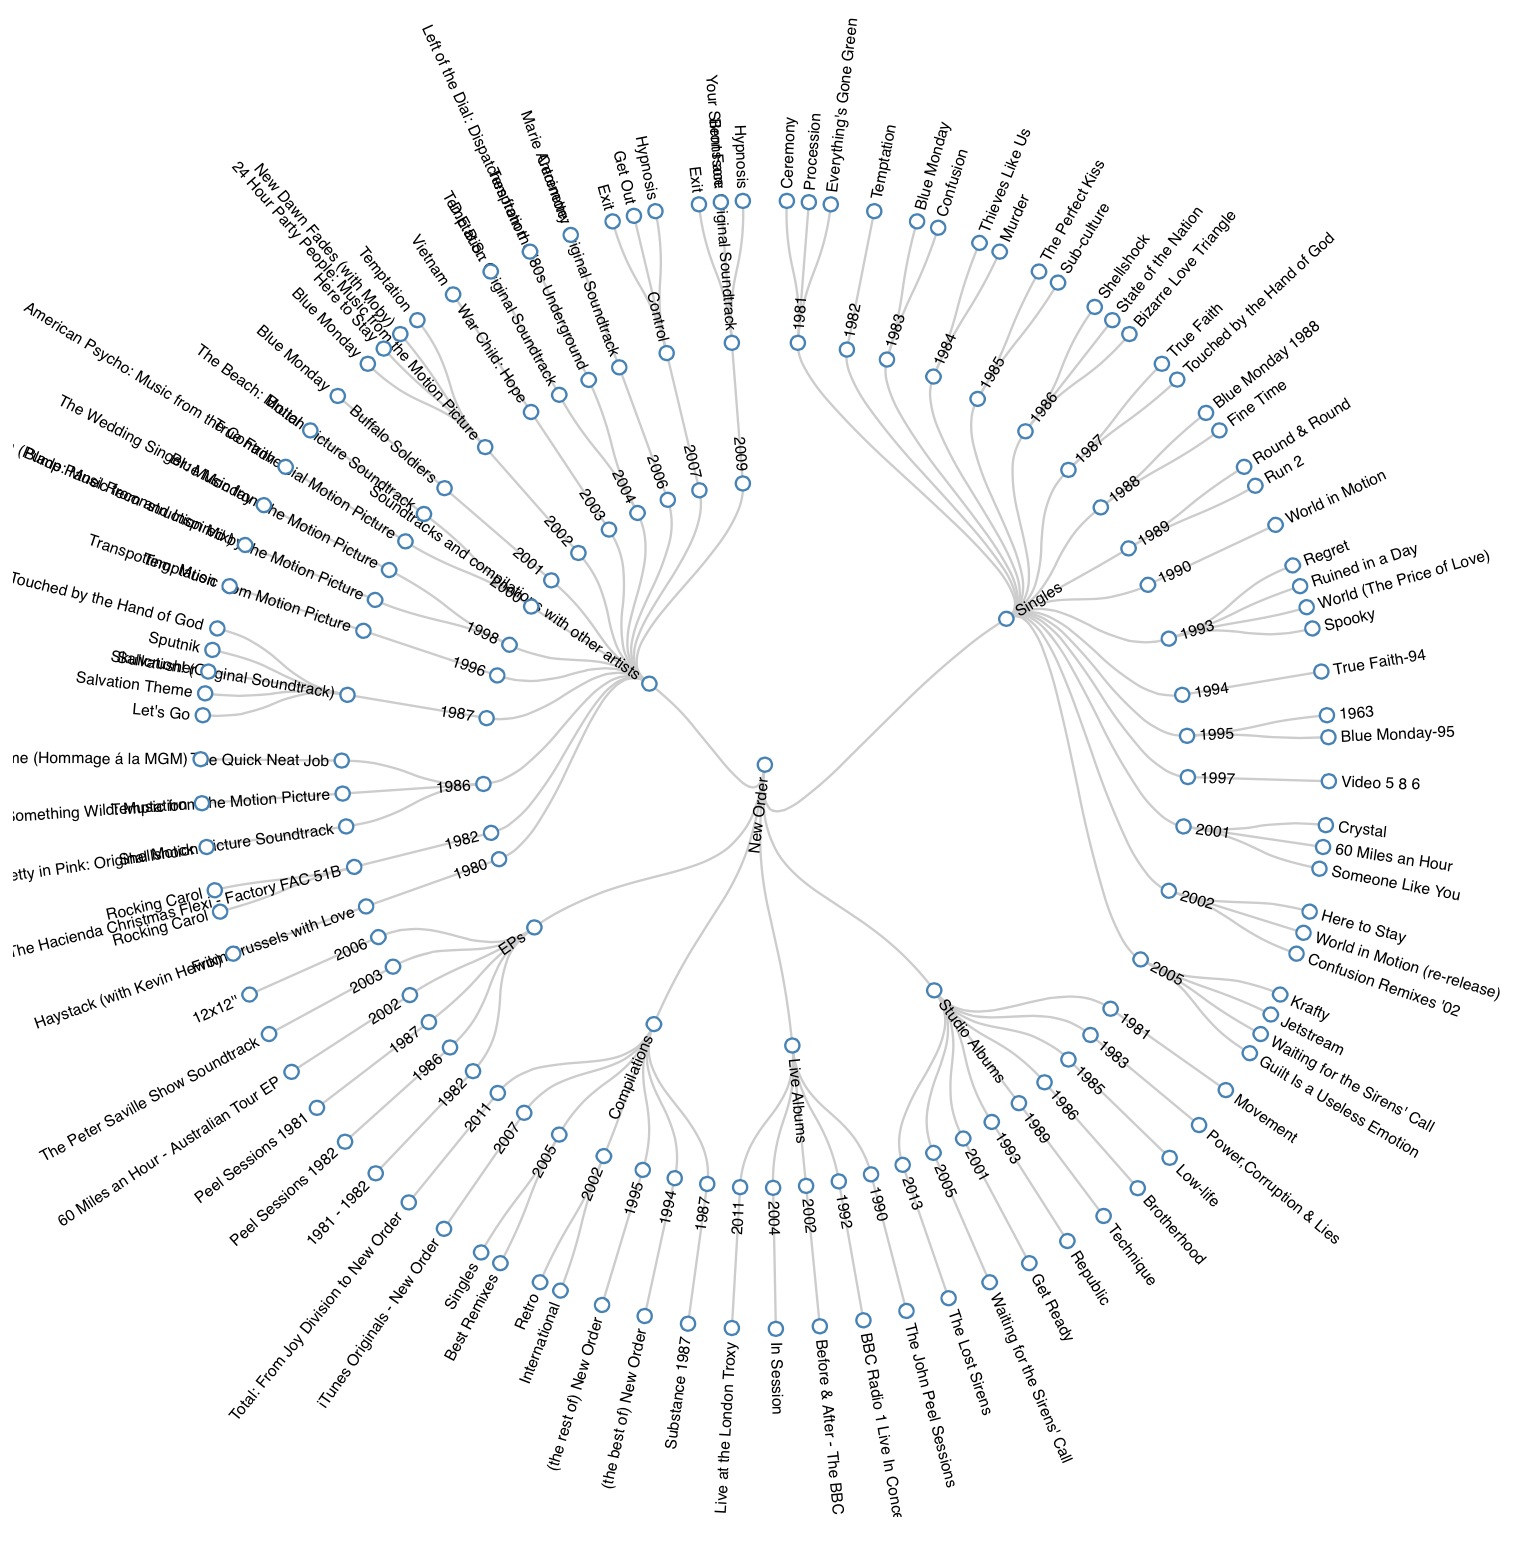 New Order
Singles
1981
Ceremony
Procession
Everything's Gone Green
1982
Temptation
1983
Blue Monday
Confusion
1984
Thieves Like Us
Murder
1985
The Perfect Kiss
Sub-culture
1986
Shellshock
State of the Nation
Bizarre Love Triangle
1987
True Faith
Touched by the Hand of God
1988
Blue Monday 1988
Fine Time
1989
Round & Round
Run 2
1990
World in Motion
1993
Regret
Ruined in a Day
World (The Price of Love)
Spooky
1994
True Faith-94
1995
1963
Blue Monday-95
1997
Video 5 8 6
2001
Crystal
60 Miles an Hour
Someone Like You
2002
Here to Stay
World in Motion (re-release)
Confusion Remixes '02
2005
Krafty
Jetstream
Waiting for the Sirens' Call
Guilt Is a Useless Emotion
Studio Albums
1981
Movement
1983
Power,Corruption & Lies
1985
Low-life
1986
Brotherhood
1989
Technique
1993
Republic
2001
Get Ready
2005
Waiting for the Sirens' Call
2013
The Lost Sirens
Live Albums
1990
The John Peel Sessions
1992
BBC Radio 1 Live In Conce
2002
Before & After - The BBC
2004
In Session
2011
Live at the London Troxy
Compilations
1987
Substance 1987
1994
(the best of) New Order
1995
(the rest of) New Order
2002
International
Retro
2005
Best Remixes
Singles
2007
iTunes Originals - New Order
2011
Total: From Joy Division to New Order
EPs
1982
1981 - 1982
1986
Peel Sessions 1982
1987
Peel Sessions 1981
2002
60 Miles an Hour - Australian Tour EP
2003
The Peter Saville Show Soundtrack
2006
12x12"
Soundtracks and compilations with other artists
1980
Brussels with Love
Haystack (with Kevin Hewick)
1982
The Hacienda Christmas Flexi - Factory FAC 51B
Rocking Carol
Rocking Carol
1986
etty in Pink: Original Motion Picture Soundtrack
Shellshock
Something Wild: Music from the Motion Picture
Temptation
The Quick Neat Job
me (Hommage á la MGM)
1987
Salvation! (Original Soundtrack)
Let's Go
Salvation Theme
Skullcrusher
Sputnik
Touched by the Hand of God
1996
Transpotting: Music from Motion Picture
Temptation
1998
the Motion Picture
The Wedding Singer: Music from the Motion Picture
Blue Monday
2000
American Psycho: Music from the Controversial Motion Picture
True Faith
The Beach: Motion Picture Soundtrack
2001
Buffalo Soldiers
Blue Monday
2002
24 Hour Party People: Music from the Motion Picture
Blue Monday
Here to Stay
New Dawn Fades (with Moby)
Temptation
2003
War Child: Hope
Vietnam
2004
Original Soundtrack
Temptation
Left of the Dial: Dispatches from the 80s Underground
Temptation
2006
Marie Antoinette: Original Soundtrack
Ceremony
2007
Control
Exit
Get Out
Hypnosis
2009
Original Soundtrack
Exit
Hypnosis